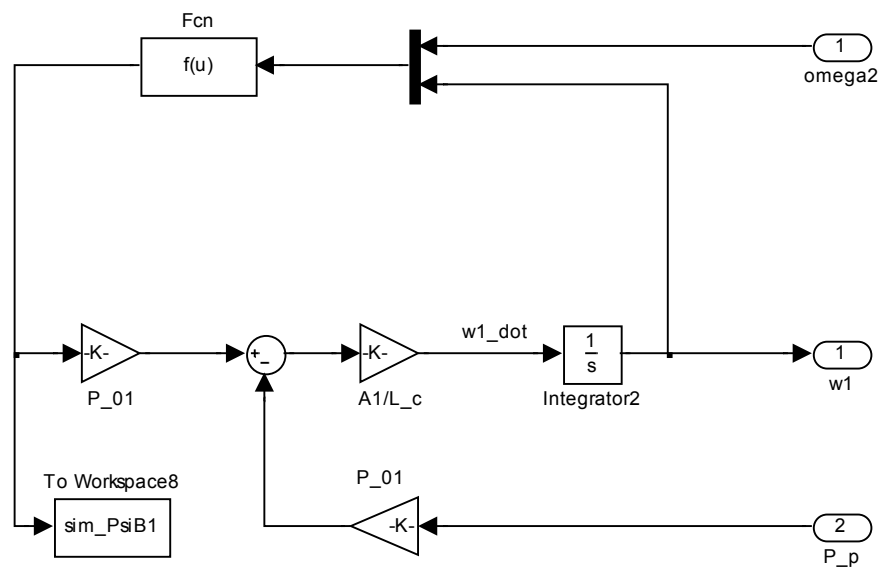 Fcn
f(u)
1
omega2
-K-
P_01
+
_
-K-
A1/L_c
w1_dot
1
s
Integrator2
1
w1
To Workspace8
sim_PsiB1
P_01
-K-
2
P_p